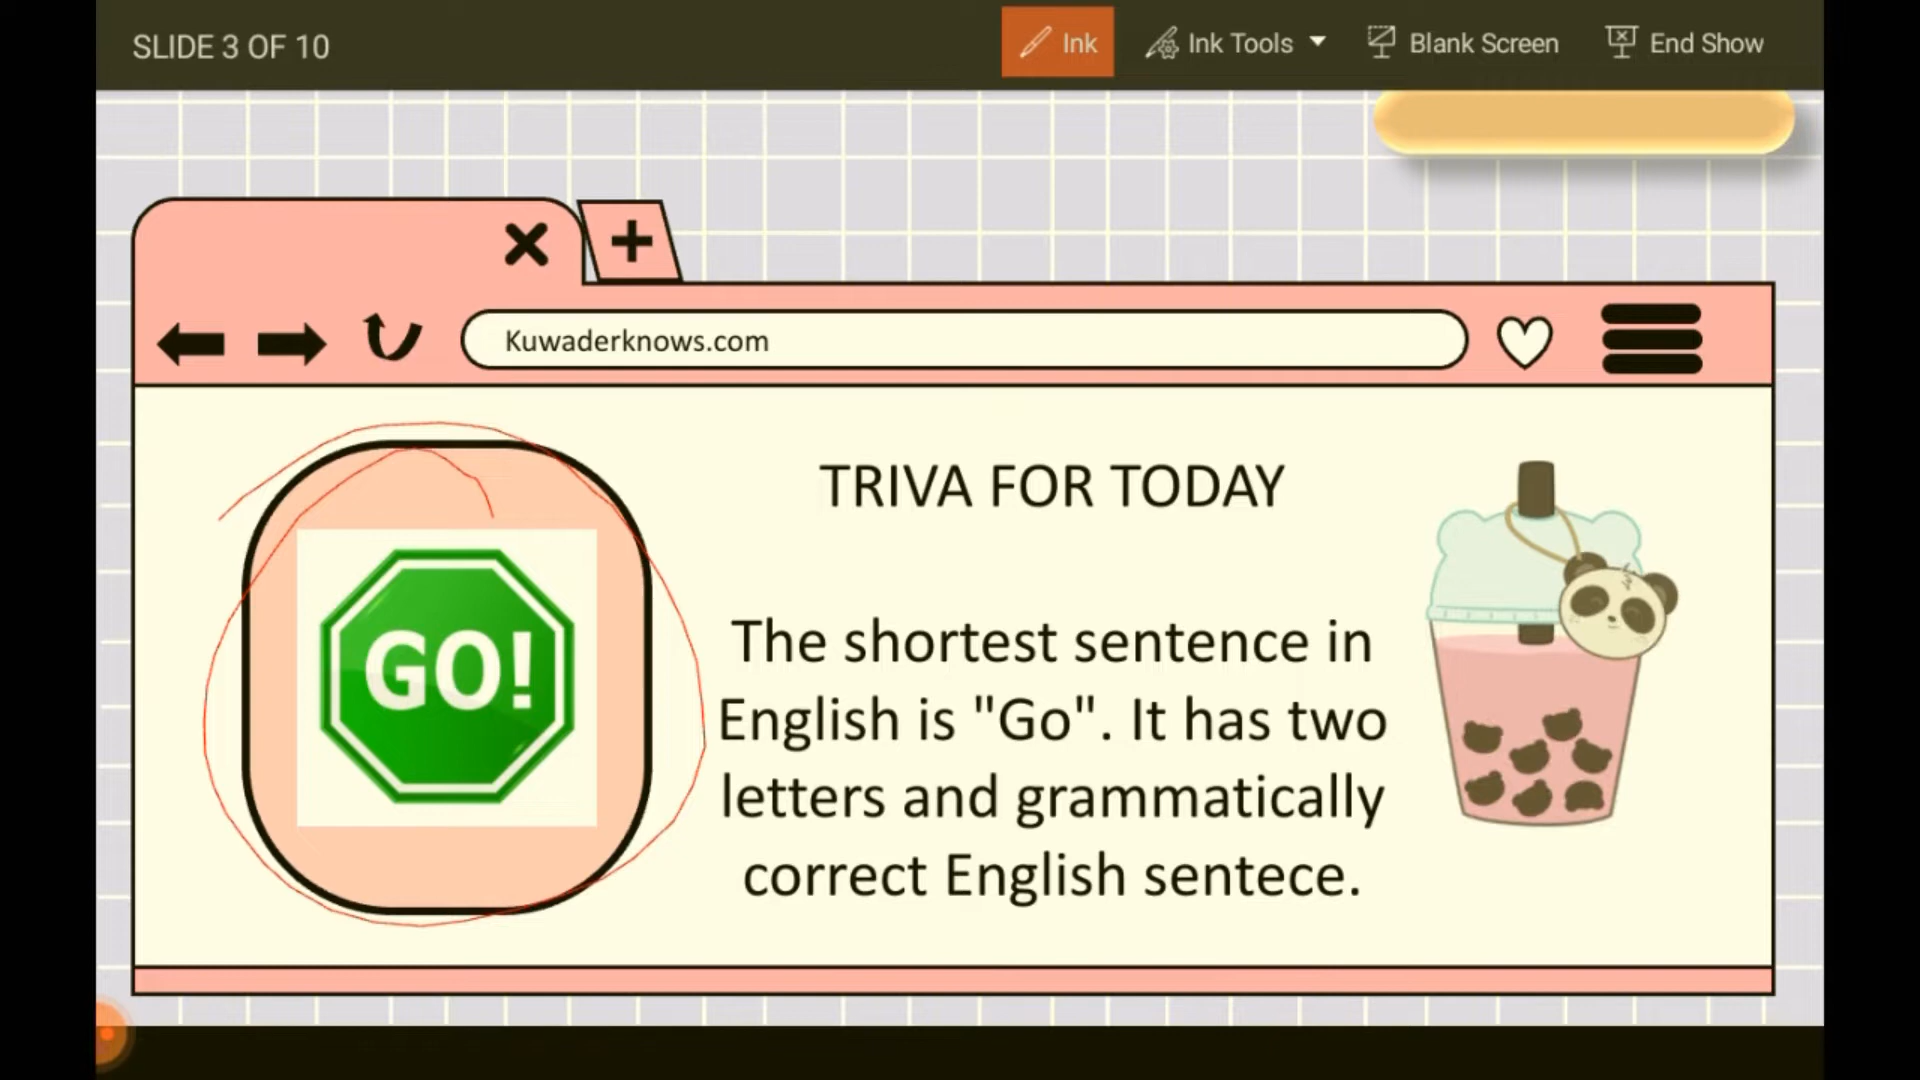 SLIDE 3 OF 10
Ink
Ink Tools
Blank Screen
End Show
Kuwaderknows.com
GO!
TRIVA FOR TODAY
The shortest sentence in
English is "Go". It has two
letters and grammatically
correct English sentece.